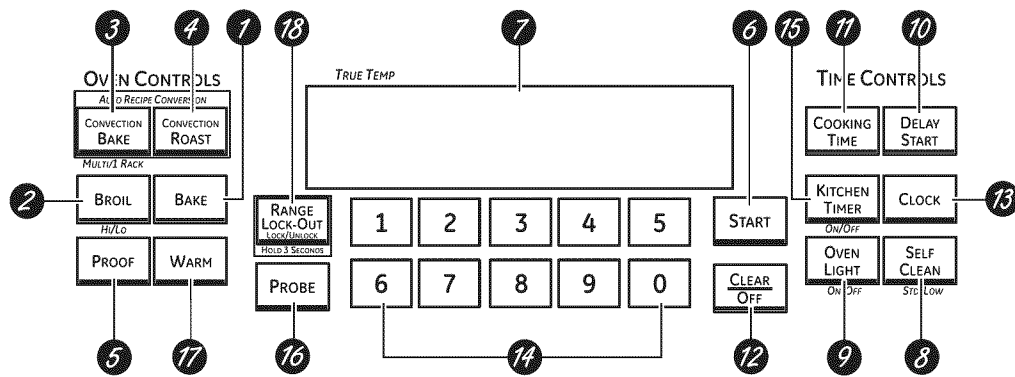 3 4 1 18 7 6 15 11 10
OVEN CONTROLS TRUE TEMP TIME CONTROLS
AUTO RECIPE CONVERSION
CONVECTION BAKE
CONVECTION ROAST
COOKING TIME
DELAY START
MULTI/1 RACK
2
BROIL
BAKE
RANGE LOCK-OUT
LOCK/UNLOCK
HOLD 3 SECONDS
1 2 3 4 5
START
KITCHEN TIMER
CLOCK
13
HI/LO
ON/OFF
PROOF
WARM
PROBE
6 7 8 9 0
CLEAR
OFF
OVEN LIGHT
SELF CLEAN
ON/OFF
STD/LOW
5 17 16 14 12 9 8